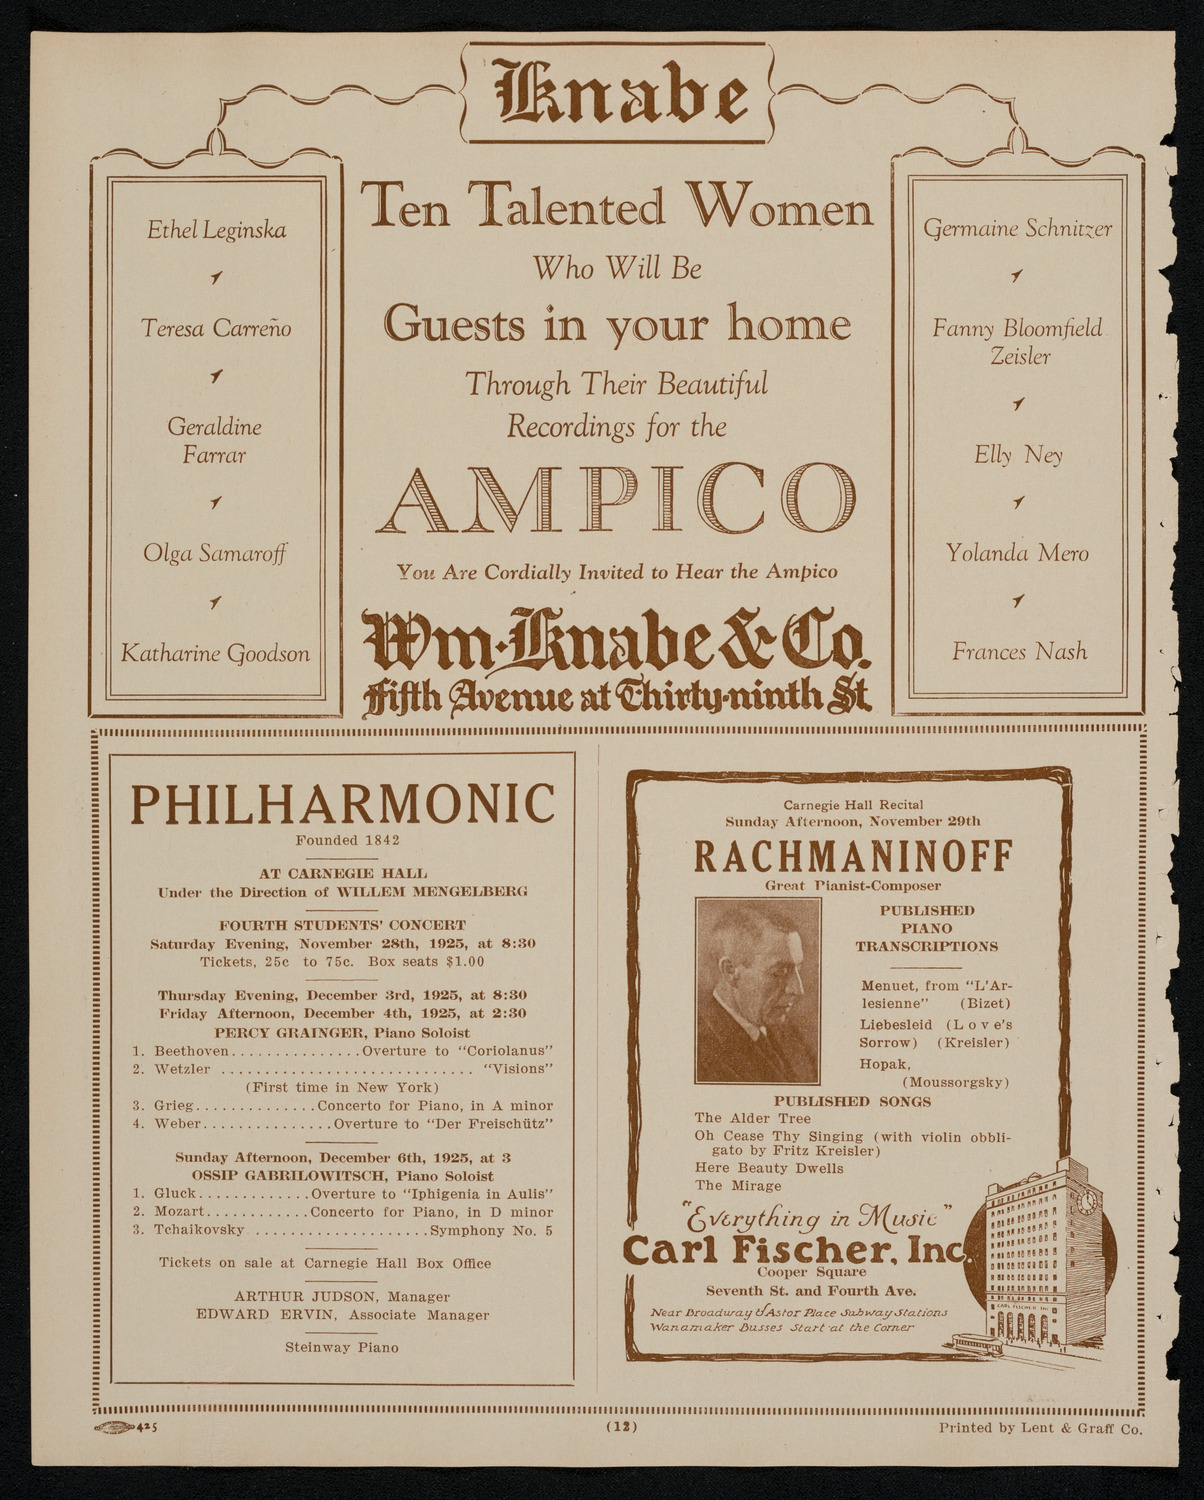 Knabe
Ethel Leginska
Teresa Carreño
Geraldine
Farrar
Olga Samaroff
Katharine Goodson
Ten Talented Women
Who Will Be
Guests in your home
Through Their Beautiful
Recordings for the
AMPICO
You Are Cordially Invited to Hear the Ampico
Wm. Knabe & Co.
Fifth Avenue at Thirty-ninth St.
Germaine Schnitzer
Fanny Bloomfield
Zeisler
Elly Ney
Yolanda Mero
Frances Nash
PHILHARMONIC
Founded 1842
AT CARNEGIE HALL
Under the Direction of WILLEM MENGELBERG
FOURTH STUDENTS' CONCERT
Saturday Evening, November 28th, 1925, at 8:30
Tickets, 25c to 75c. Box seats $1.00
Thursday Evening, December 3rd, 1925, at 8:30
Friday Afternoon, December 4th, 1925, at 2:30
PERCY GRAINGER, Piano Soloist
1. Beethoven...............Overture to "Coriolanus"
2. Wetzler ............................ "Visions"
(First time in New York)
3. Grieg..............Concerto for Piano, in A minor
4. Weber...............Overture to "Der Freischütz"
Sunday Afternoon, December 6th, 1925, at 3
OSSIP GABRILOWITSCH, Piano Soloist
1. Gluck.............Overture to "Iphigenia in Aulis"
2. Mozart............Concerto for Piano, in D minor
3. Tchaikovsky ....................Symphony No. 5
Tickets on sale at Carnegie Hall Box Office
ARTHUR JUDSON, Manager
EDWARD ERVIN, Associate Manager
Steinway Piano
Carnegie Hall Recital
Sunday Afternoon, November 29th
RACHMANINOFF
Great Pianist-Composer
PUBLISHED
PIANO
TRANSCRIPTIONS
Menuet, from "L'Ar-
lesienne" (Bizet)
Liebesleid (Love's
Sorrow) (Kreisler)
Hopak,
(Moussorgsky)
PUBLISHED SONGS
The Alder Tree
Oh Cease Thy Singing (with violin obbli-
gato by Fritz Kreisler)
Here Beauty Dwells
The Mirage
"Everything in Music"
Carl Fischer, Inc.
Cooper Square
Seventh St. and Fourth Ave.
Near Broadway & Astor Place Subway Stations
Wanamaker Busses Start at the Corner
CARL FISCHER INC
425
(12)
Printed by Lent & Graff Co.